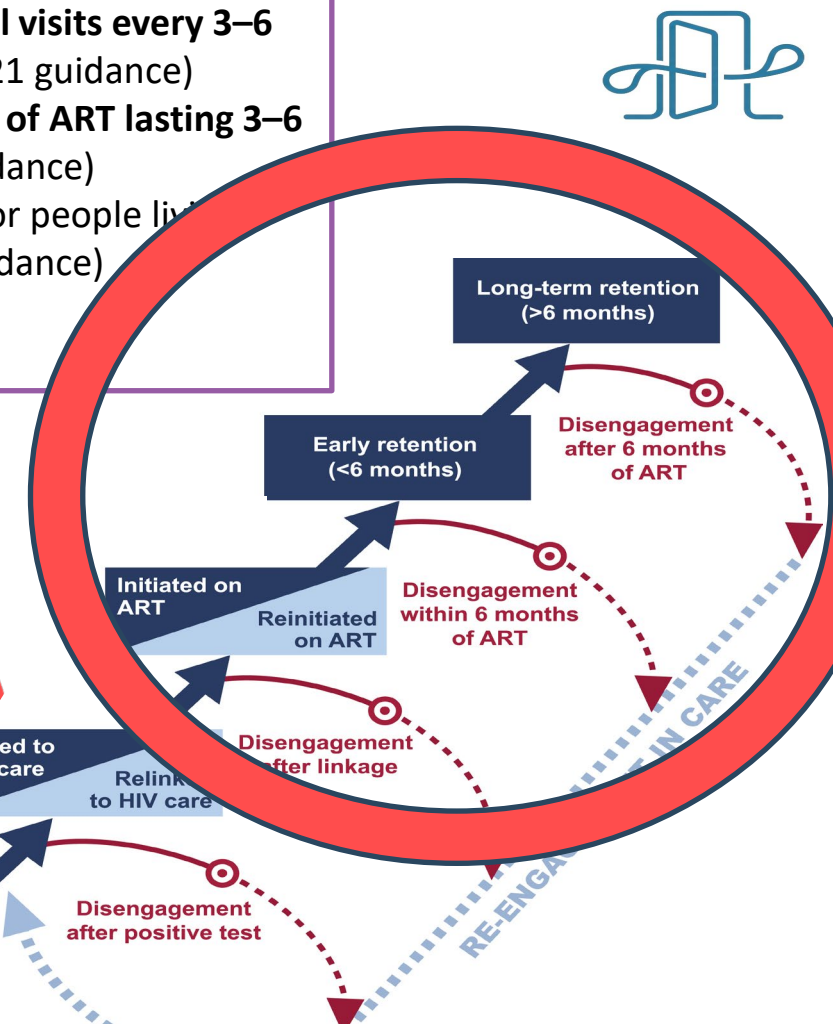 l visits every 3–6
21 guidance)
of ART lasting 3–6
dance)
or people liv
dance)
Long-term retention
(>6 months)
Disengagement
after 6 months
of ART
Early retention
(<6 months)
Disengagement
within 6 months
of ART
Initiated on
ART
Reinitiated
on ART
Disengagement
after linkage
ed to
care
Relink
to HIV care
Disengagement
after positive test
RE-ENGA T IN CARE